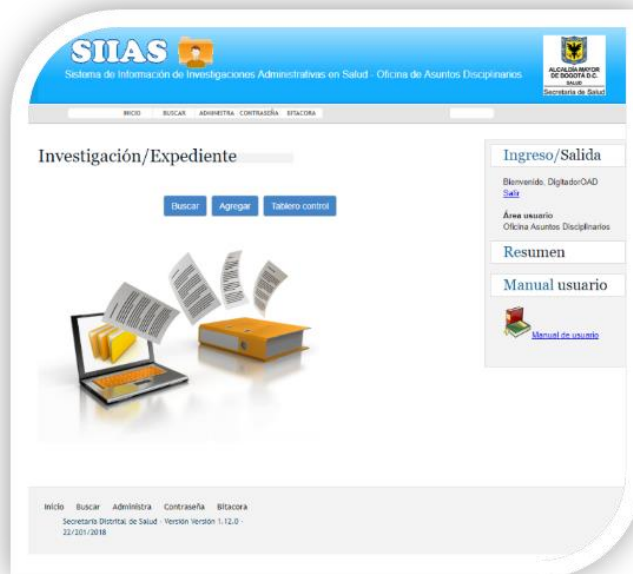 SIIAS
Sistema de Información de Investigaciones Administrativas en Salud - Oficina de Asuntos Disciplinarios
ALCALDÍA MAYOR
DE BOGOTÁ D.C.
SALUD
Secretaría de Salud
INICIO BUSCAR ADMINISTRA CONTRASEÑA BITACORA
Investigación/Expediente
Buscar Agregar Tablero control
Ingreso/Salida
Bienvenido, DigitadorOAD
Salir
Área usuario
Oficina Asuntos Disciplinarios
Resumen
Manual usuario
Manual de usuario
Inicio Buscar Administra Contraseña Bitacora
Secretaría Distrital de Salud - Versión Versión 1.12.0 -
22/201/2018